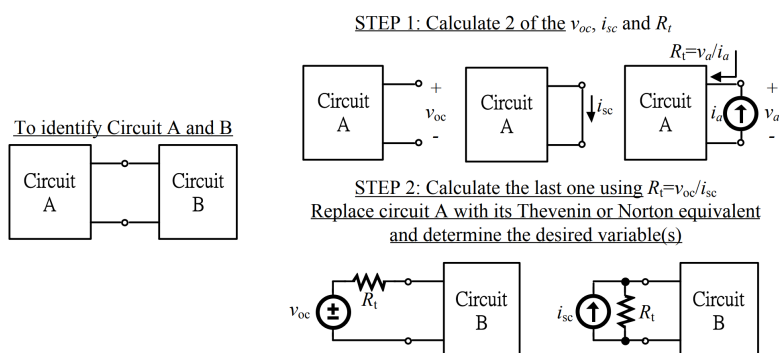 To identify Circuit A and B
Circuit
A
Circuit
B
STEP 1: Calculate 2 of the v_oc, i_sc and R_t
Circuit
A
+
v_oc
-
Circuit
A
i_sc
R_t=v_a/i_a
Circuit
A
i_a
+
v_a
-
STEP 2: Calculate the last one using R_t=v_oc/i_sc
Replace circuit A with its Thevenin or Norton equivalent
and determine the desired variable(s)
v_oc
±
R_t
Circuit
B
i_sc
R_t
Circuit
B